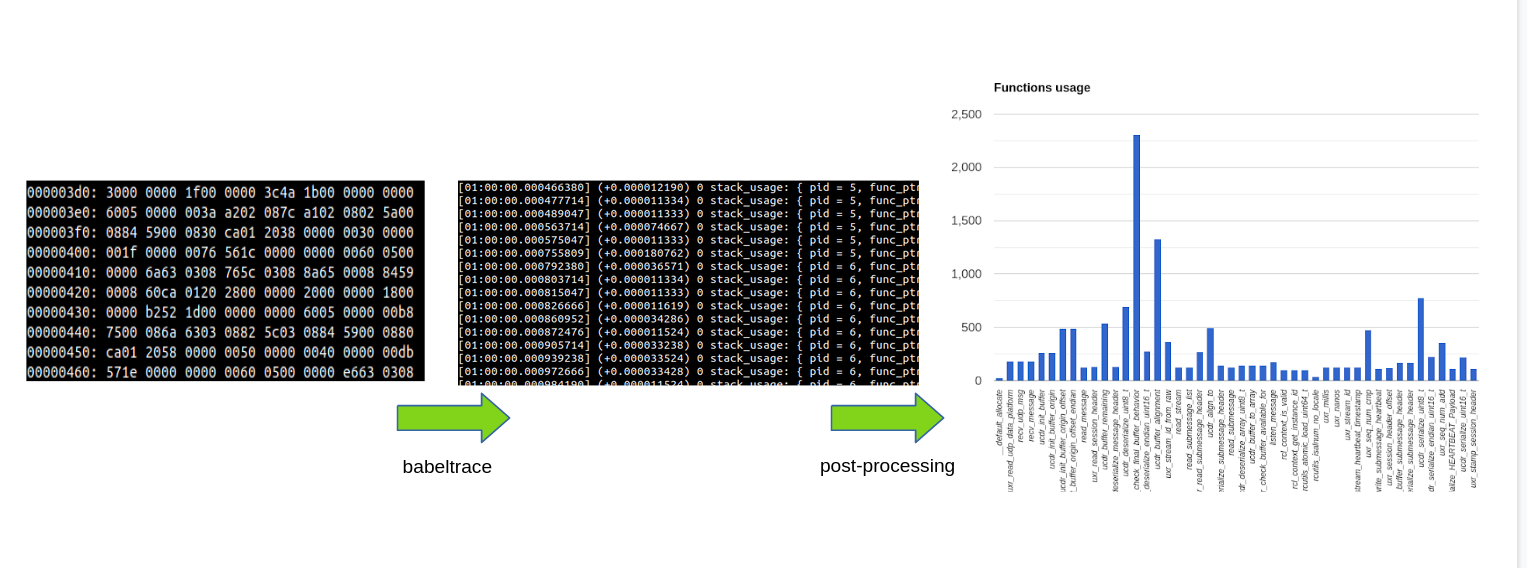 000003d0: 3000 0000 1f00 0000 3c4a 1b00 0000 0000
000003e0: 6005 0000 003a a202 087c a102 0802 5a00
000003f0: 0884 5900 0830 ca01 2038 0000 0030 0000
00000400: 001f 0000 0076 561c 0000 0000 0060 0500
00000410: 0000 6a63 0308 765c 0308 8a65 0008 8459
00000420: 0008 60ca 0120 2800 0000 2000 0000 1800
00000430: 0000 b252 1d00 0000 0000 6005 0000 00b8
00000440: 7500 086a 6303 0882 5c03 0884 5900 0880
00000450: ca01 2058 0000 0050 0000 0040 0000 00db
00000460: 571e 0000 0000 0060 0500 0000 e663 0308
babeltrace
[01:00:00.000466380] (+0.000012190) 0 stack_usage: { pid = 5, func_ptr
[01:00:00.000477714] (+0.000011334) 0 stack_usage: { pid = 5, func_ptr
[01:00:00.000489047] (+0.000011333) 0 stack_usage: { pid = 5, func_ptr
[01:00:00.000563714] (+0.000074667) 0 stack_usage: { pid = 5, func_ptr
[01:00:00.000575047] (+0.000011333) 0 stack_usage: { pid = 5, func_ptr
[01:00:00.000755809] (+0.000180762) 0 stack_usage: { pid = 5, func_ptr
[01:00:00.000792380] (+0.000036571) 0 stack_usage: { pid = 6, func_ptr
[01:00:00.000803714] (+0.000011334) 0 stack_usage: { pid = 6, func_ptr
[01:00:00.000815047] (+0.000011333) 0 stack_usage: { pid = 6, func_ptr
[01:00:00.000826666] (+0.000011619) 0 stack_usage: { pid = 6, func_ptr
[01:00:00.000860952] (+0.000034286) 0 stack_usage: { pid = 6, func_ptr
[01:00:00.000872476] (+0.000011524) 0 stack_usage: { pid = 6, func_ptr
[01:00:00.000905714] (+0.000033238) 0 stack_usage: { pid = 6, func_ptr
[01:00:00.000939238] (+0.000033524) 0 stack_usage: { pid = 6, func_ptr
[01:00:00.000972666] (+0.000033428) 0 stack_usage: { pid = 6, func_ptr
[01:00:00.000984190] (+0.000011524) 0 stack_usage: { pid = 6, func_ptr
post-processing
Functions usage
2,500
2,000
1,500
1,000
500
0
__default_allocate
uxr_read_udp_data_platform
recv_udp_msg
recv_message
ucdr_init_buffer
ucdr_init_buffer_origin
ucdr_init_buffer_origin_offset
_buffer_origin_offset_endian
read_message
uxr_read_session_header
ucdr_buffer_remaining
deserialize_message_header
ucdr_deserialize_uint8_t
check_final_buffer_behavior
_deserialize_endian_uint16_t
ucdr_buffer_alignment
uxr_stream_id_from_raw
read_stream
read_submessage_list
r_read_submessage_header
ucdr_align_to
erialize_submessage_header
read_submessage
dr_deserialize_array_uint8_t
ucdr_buffer_to_array
r_check_buffer_available_for
listen_message
rcl_context_is_valid
rcl_context_get_instance_id
rcutils_atomic_load_uint64_t
rcutils_isalnum_no_locale
uxr_millis
uxr_nanos
uxr_stream_id
stream_heartbeat_timestamp
uxr_seq_num_cmp
write_submessage_heartbeat
uxr_session_header_offset
_buffer_submessage_header
erialize_submessage_header
ucdr_serialize_uint8_t
dr_serialize_endian_uint16_t
uxr_seq_num_add
ialize_HEARTBEAT_Payload
ucdr_serialize_uint16_t
uxr_stamp_session_header